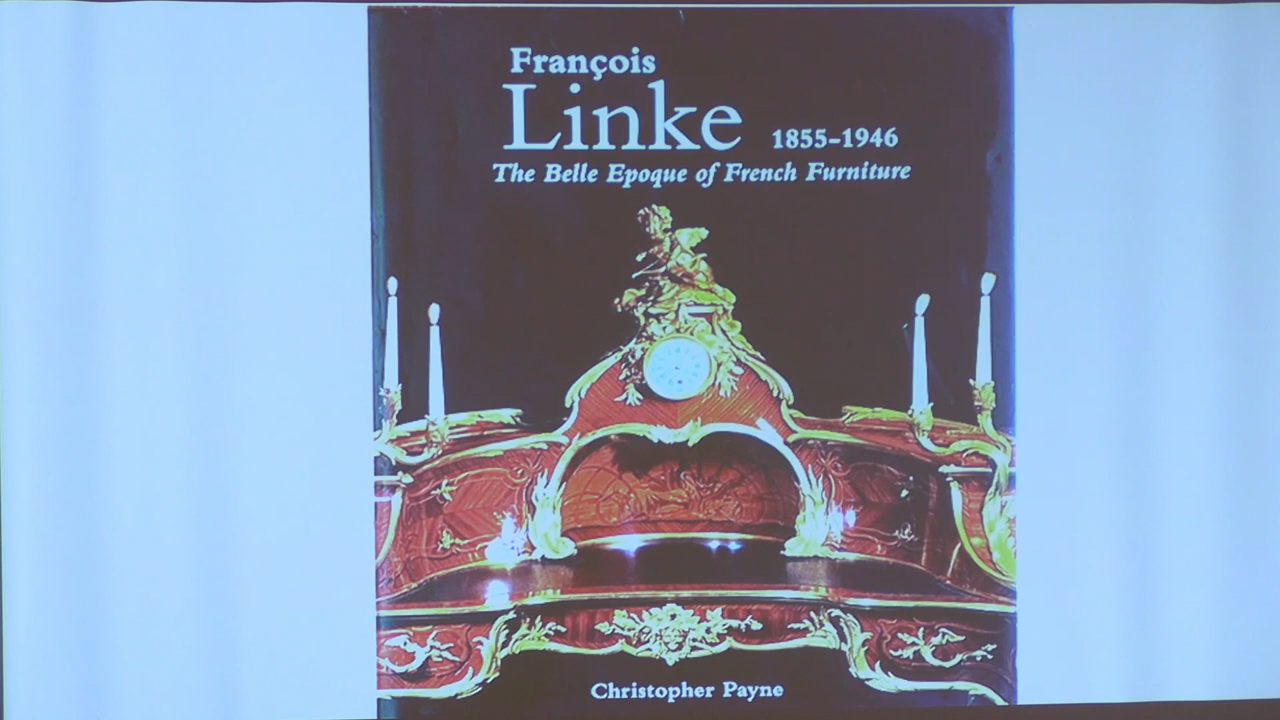 François
Linke 1855-1946
The Belle Epoque of French Furniture
Christopher Payne